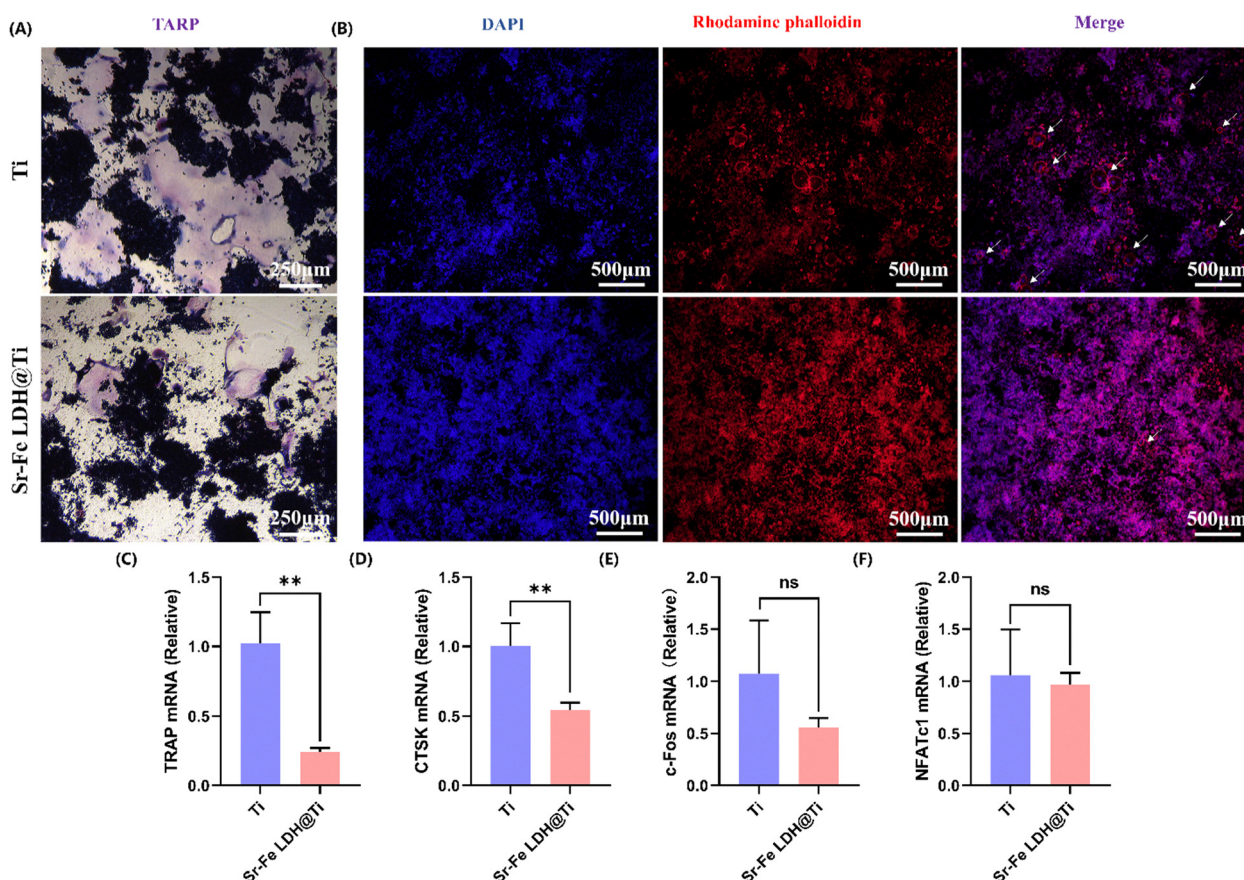 (A) TARP (B) DAPI Rhodamine phalloidin Merge
Ti
250μm 500μm 500μm 500μm
Sr-Fe LDH@Ti
250μm 500μm 500μm 500μm
(C) (D) (E) (F)
TRAP mRNA (Relative)
1.5
1.0
0.5
0.0
**
Ti
Sr-Fe LDH@Ti
CTSK mRNA (Relative)
1.5
1.0
0.5
0.0
**
Ti
Sr-Fe LDH@Ti
c-Fos mRNA (Relative)
2.0
1.5
1.0
0.5
0.0
ns
Ti
Sr-Fe LDH@Ti
NFATc1 mRNA (Relative)
2.0
1.5
1.0
0.5
0.0
ns
Ti
Sr-Fe LDH@Ti